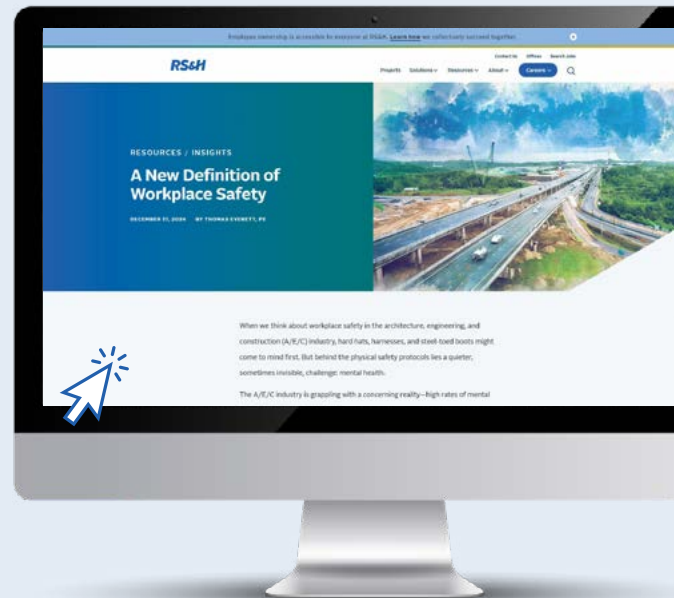 Employee ownership is accessible to everyone at RS&H. Learn how we collectively succeed together.
RS&H
Contact Us Offices Search Jobs
Projects Solutions Resources About Careers
RESOURCES / INSIGHTS
A New Definition of
Workplace Safety
DECEMBER 17, 2024 BY THOMAS EVERETT, PE
When we think about workplace safety in the architecture, engineering, and
construction (A/E/C) industry, hard hats, harnesses, and steel-toed boots might
come to mind first. But behind the physical safety protocols lies a quieter,
sometimes invisible, challenge: mental health.
The A/E/C industry is grappling with a concerning reality—high rates of mental